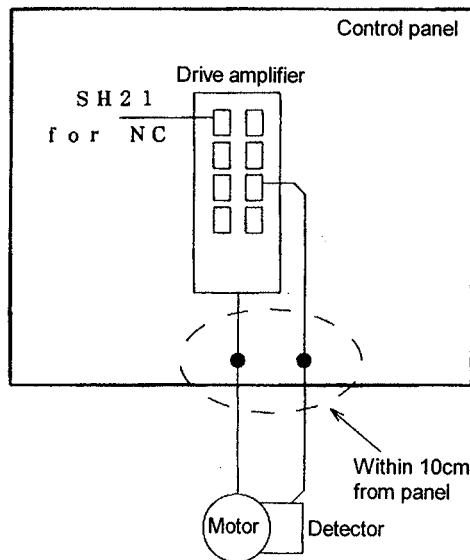 Control panel
Drive amplifier
SH21
for NC
Within 10cm
from panel
Motor
Detector